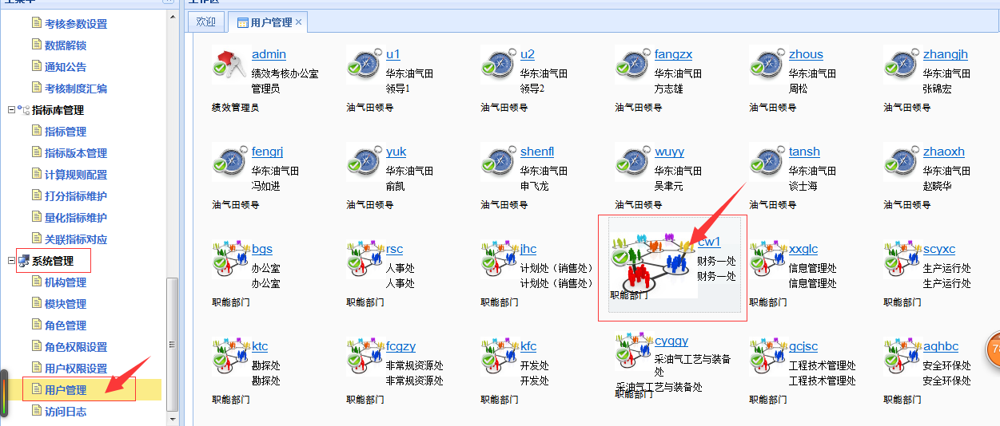 欢迎
用户管理
考核参数设置
数据解锁
通知公告
考核制度汇编
指标库管理
指标管理
指标版本管理
计算规则配置
打分指标维护
量化指标维护
关联指标对应
系统管理
机构管理
模块管理
角色管理
角色权限设置
用户权限设置
用户管理
访问日志
admin
绩效考核办公室
管理员
绩效管理员
u1
华东油气田
领导1
油气田领导
u2
华东油气田
领导2
油气田领导
fangzx
华东油气田
方志雄
油气田领导
zhous
华东油气田
周松
油气田领导
zhangjh
华东油气田
张锦宏
油气田领导
fengrj
华东油气田
冯如进
油气田领导
yuk
华东油气田
俞凯
油气田领导
shenfl
华东油气田
申飞龙
油气田领导
wuyy
华东油气田
吴聿元
油气田领导
tansh
华东油气田
谈士海
油气田领导
zhaoxh
华东油气田
赵晓华
油气田领导
bgs
办公室
办公室
职能部门
rsc
人事处
人事处
职能部门
jhc
计划处（销售处）
计划处（销售处）
职能部门
cw1
财务一处
财务一处
职能部门
xxglc
信息管理处
信息管理处
职能部门
scyxc
生产运行处
生产运行处
职能部门
ktc
勘探处
勘探处
职能部门
fcgzy
非常规资源处
非常规资源处
职能部门
kfc
开发处
开发处
职能部门
cyqgy
采油气工艺与装备
处
采油气工艺与装备处
职能部门
gcjsc
工程技术管理处
工程技术管理处
职能部门
aqhbc
安全环保处
安全环保处
职能部门